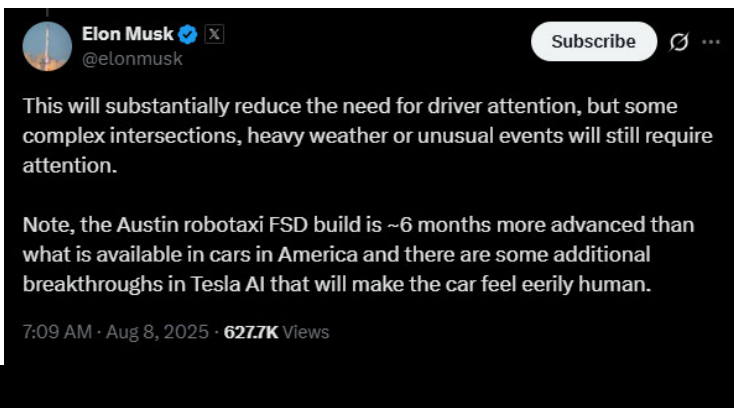 Elon Musk
@elonmusk
Subscribe
This will substantially reduce the need for driver attention, but some
complex intersections, heavy weather or unusual events will still require
attention.
Note, the Austin robotaxi FSD build is ~6 months more advanced than
what is available in cars in America and there are some additional
breakthroughs in Tesla AI that will make the car feel eerily human.
7:09 AM · Aug 8, 2025 · 627.7K Views